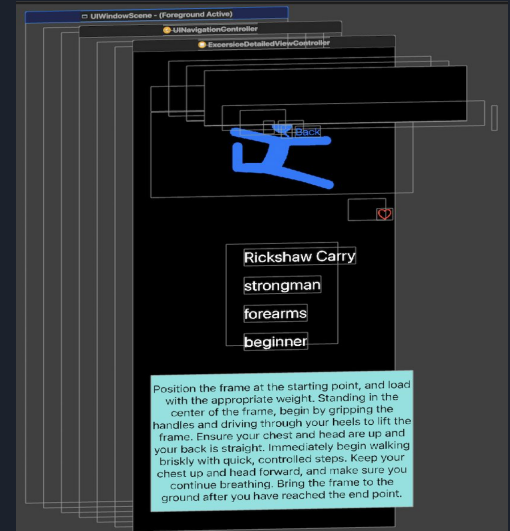 UIWindowScene - (Foreground Active)
UINavigationController
ExcersiceDetailedViewController
Back
Rickshaw Carry
strongman
forearms
beginner
Position the frame at the starting point, and load
with the appropriate weight. Standing in the
center of the frame, begin by gripping the
handles and driving through your heels to lift the
frame. Ensure your chest and head are up and
your back is straight. Immediately begin walking
briskly with quick, controlled steps. Keep your
chest up and head forward, and make sure you
continue breathing. Bring the frame to the
ground after you have reached the end point.